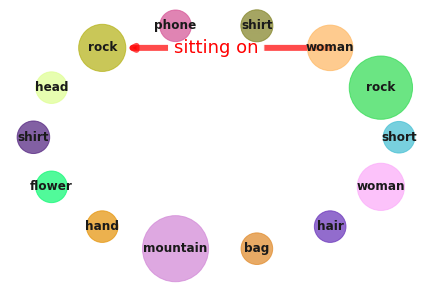 phone
shirt
rock
sitting on
woman
head
rock
shirt
short
flower
woman
hand
hair
mountain
bag